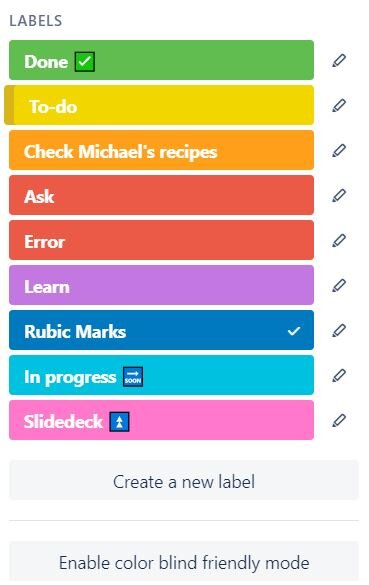 LABELS
Done ✅
To-do
Check Michael's recipes
Ask
Error
Learn
Rubic Marks
In progress 🔜
Slidedeck ⏫
Create a new label
Enable color blind friendly mode